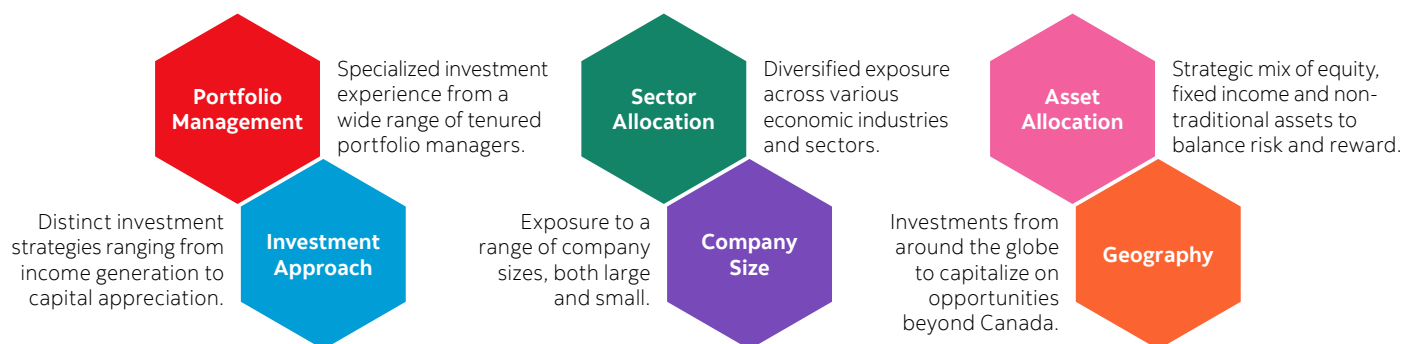 Portfolio
Management
Specialized investment
experience from a
wide range of tenured
portfolio managers.
Distinct investment
strategies ranging from
income generation to
capital appreciation.
Investment
Approach
Sector
Allocation
Diversified exposure
across various
economic industries
and sectors.
Exposure to a
range of company
sizes, both large
and small.
Company
Size
Asset
Allocation
Strategic mix of equity,
fixed income and non-
traditional assets to
balance risk and reward.
Investments from
around the globe
to capitalize on
opportunities
beyond Canada.
Geography